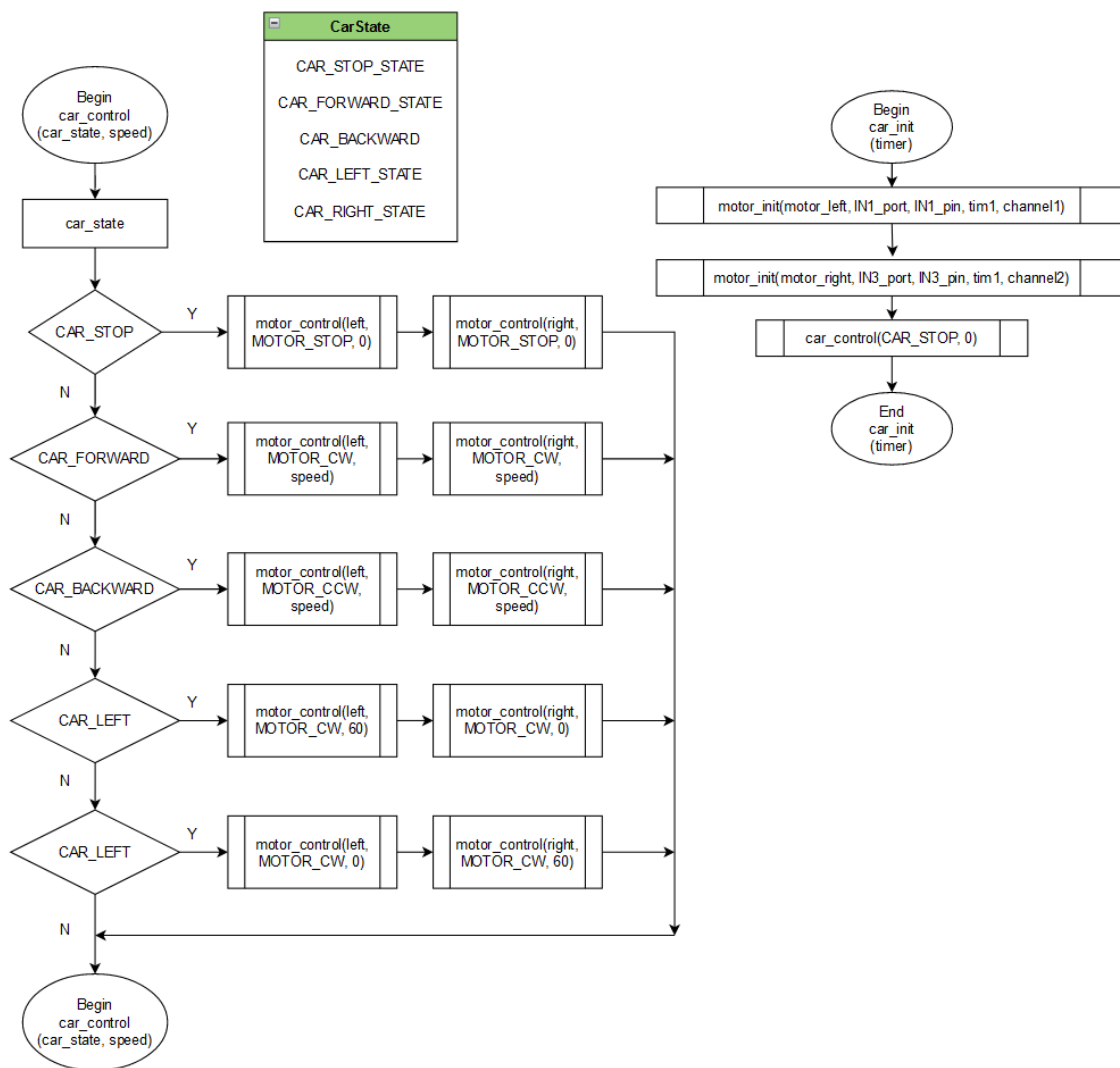 CarState
CAR_STOP_STATE
CAR_FORWARD_STATE
CAR_BACKWARD
CAR_LEFT_STATE
CAR_RIGHT_STATE
Begin
car_control
(car_state, speed)
car_state
CAR_STOP
Y
motor_control(left,
MOTOR_STOP, 0)
motor_control(right,
MOTOR_STOP, 0)
N
CAR_FORWARD
Y
motor_control(left,
MOTOR_CW,
speed)
motor_control(right,
MOTOR_CW,
speed)
N
CAR_BACKWARD
Y
motor_control(left,
MOTOR_CCW,
speed)
motor_control(right,
MOTOR_CCW,
speed)
N
CAR_LEFT
Y
motor_control(left,
MOTOR_CW, 60)
motor_control(right,
MOTOR_CW, 0)
N
CAR_LEFT
Y
motor_control(left,
MOTOR_CW, 0)
motor_control(right,
MOTOR_CW, 60)
N
Begin
car_control
(car_state, speed)
Begin
car_init
(timer)
motor_init(motor_left, IN1_port, IN1_pin, tim1, channel1)
motor_init(motor_right, IN3_port, IN3_pin, tim1, channel2)
car_control(CAR_STOP, 0)
End
car_init
(timer)